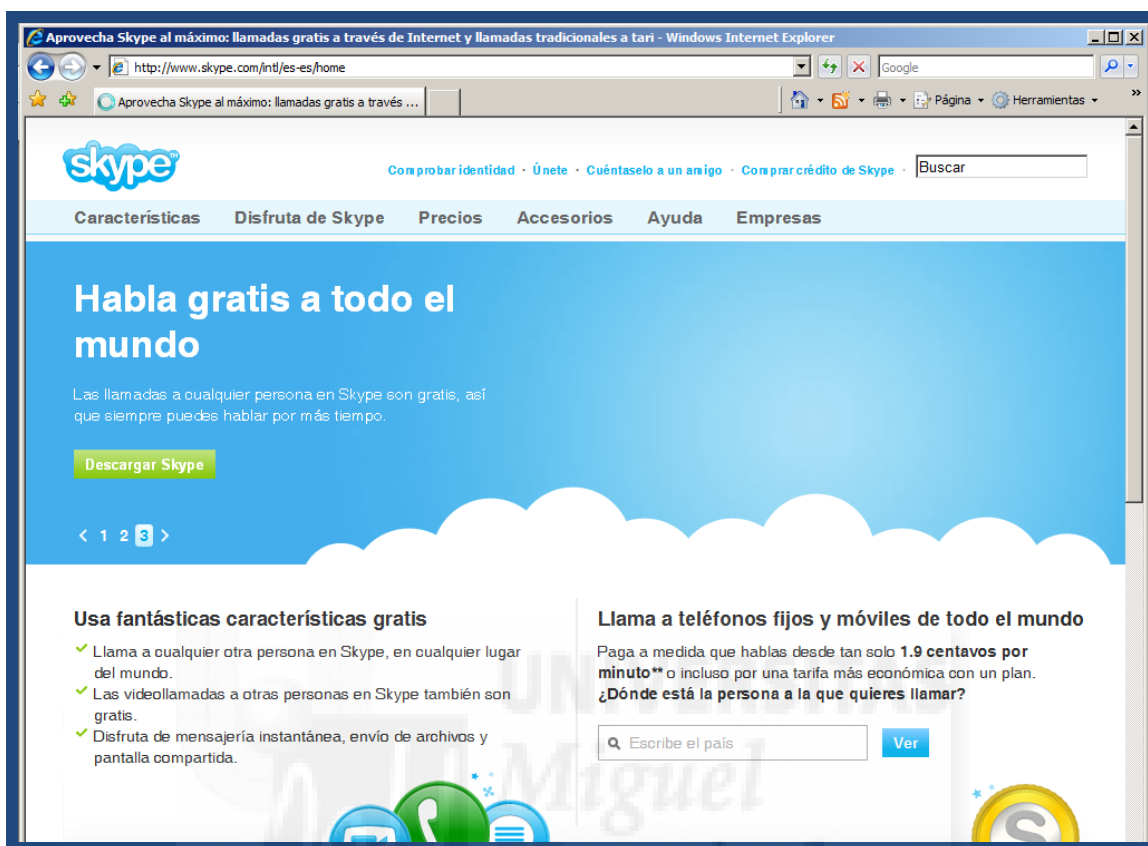 Aprovecha Skype al máximo: llamadas gratis a través de Internet y llamadas tradicionales a tari - Windows Internet Explorer
http://www.skype.com/intl/es-es/home
Google
Aprovecha Skype al máximo: llamadas gratis a través ...
Página
Herramientas
»
skype™
Comprobar identidad · Únete · Cuéntaselo a un amigo · Comprar crédito de Skype ·
Buscar
Características Disfruta de Skype Precios Accesorios Ayuda Empresas
Habla gratis a todo el
mundo
Las llamadas a cualquier persona en Skype son gratis, así
que siempre puedes hablar por más tiempo.
Descargar Skype
< 1 2 3 >
Usa fantásticas características gratis
Llama a cualquier otra persona en Skype, en cualquier lugar
del mundo.
Las videollamadas a otras personas en Skype también son
gratis.
Disfruta de mensajería instantánea, envío de archivos y
pantalla compartida.
Llama a teléfonos fijos y móviles de todo el mundo
Paga a medida que hablas desde tan solo 1.9 centavos por
minuto** o incluso por una tarifa más económica con un plan.
¿Dónde está la persona a la que quieres llamar?
Escribe el país
Ver
S
UNIVERSITAS
Miguel